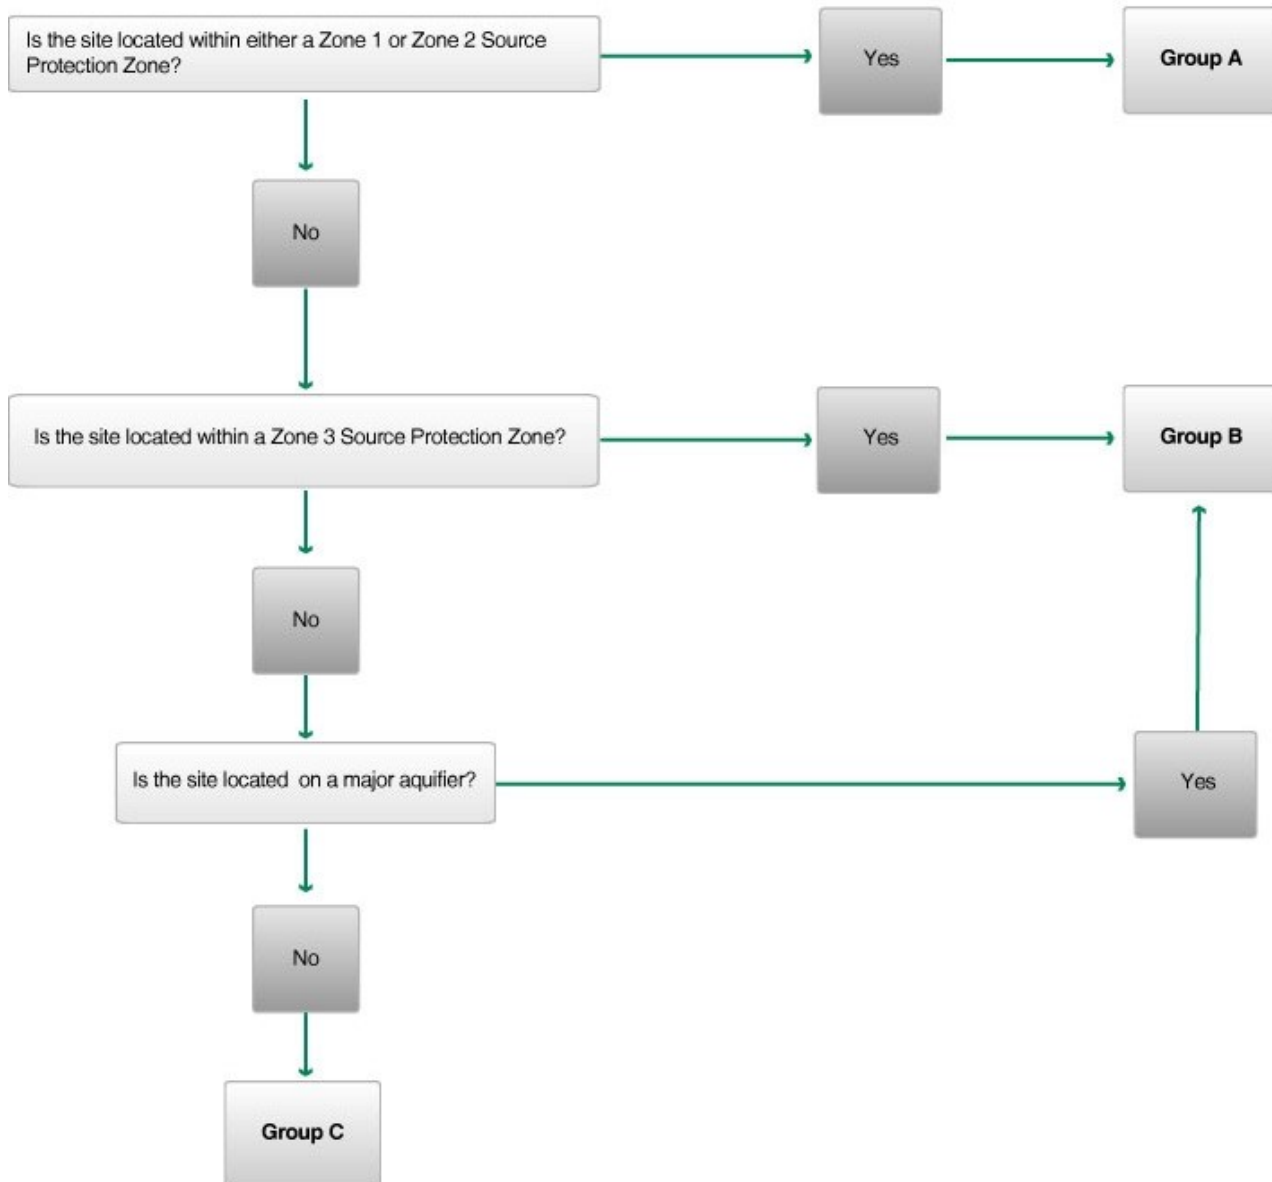 Is the site located within either a Zone 1 or Zone 2 Source
Protection Zone?
Yes
Group A
No
Is the site located within a Zone 3 Source Protection Zone?
Yes
Group B
No
Is the site located on a major aquifier?
Yes
No
Group C